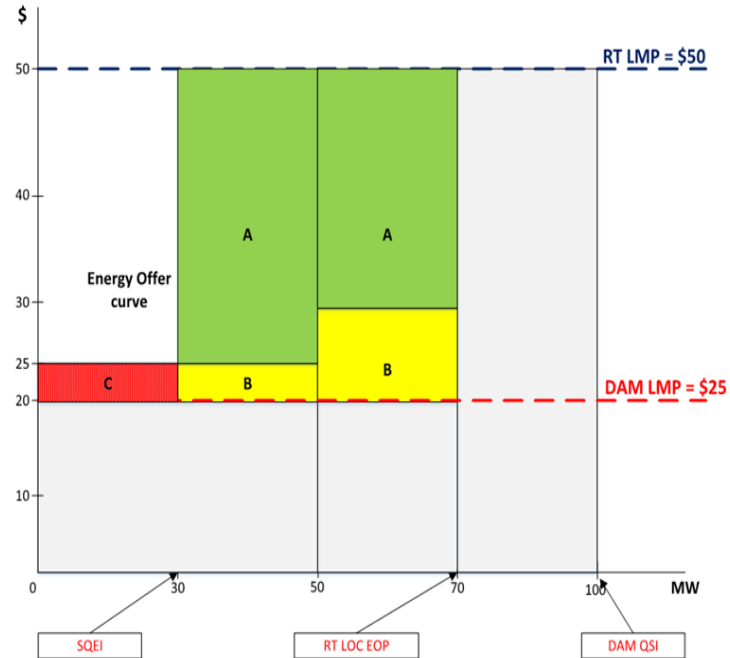 $
50
RT LMP = $50
40
A
A
Energy Offer
curve
30
25
C
B
B
DAM LMP = $25
20
10
0
30
50
70
100
MW
SQEI
RT LOC EOP
DAM QSI